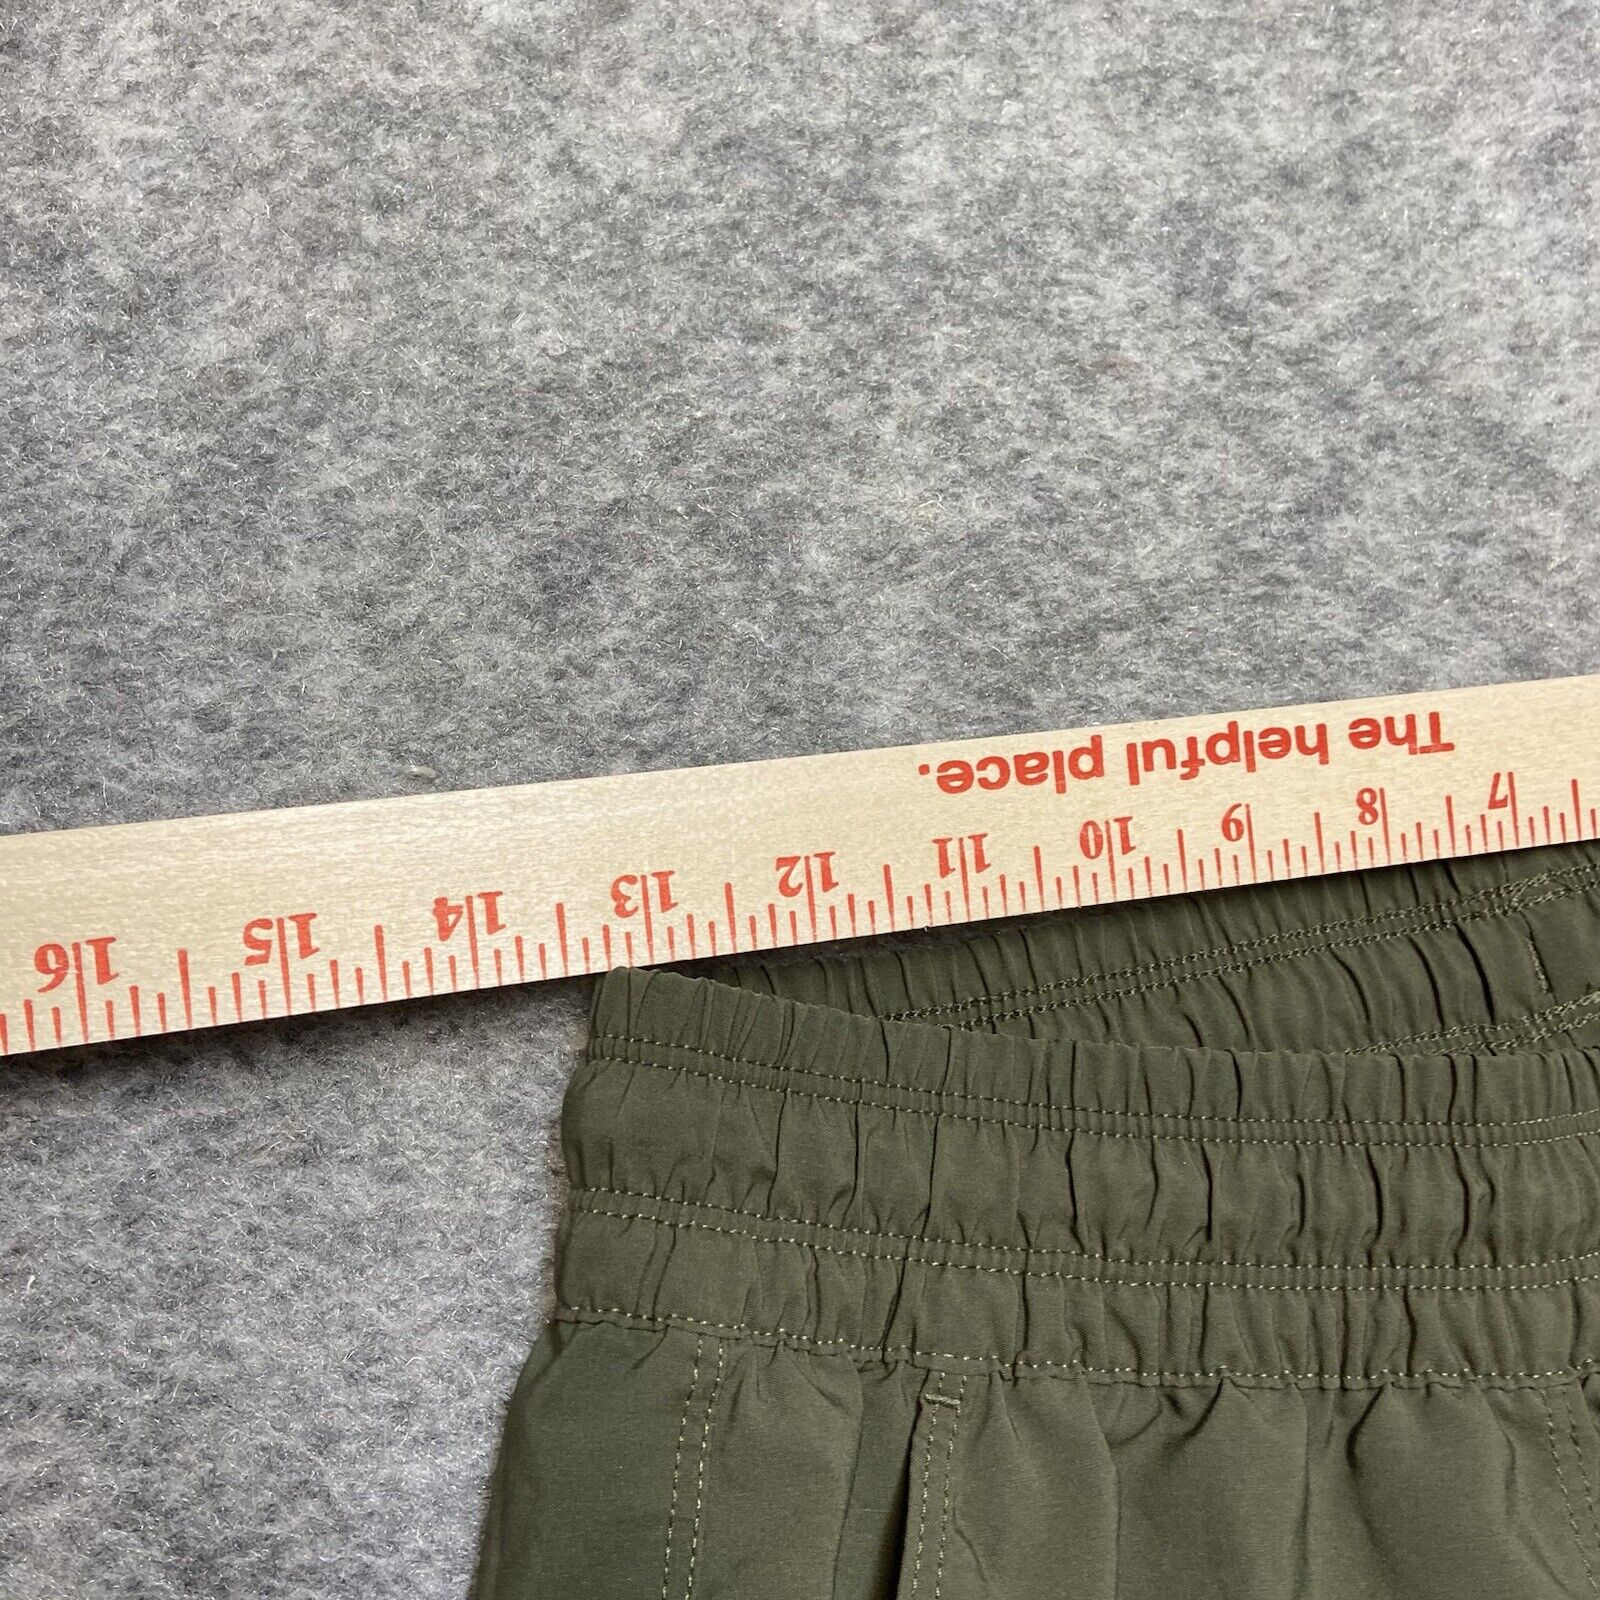 The helpful place.
7 8 9 10 11 12 13 14 15 16